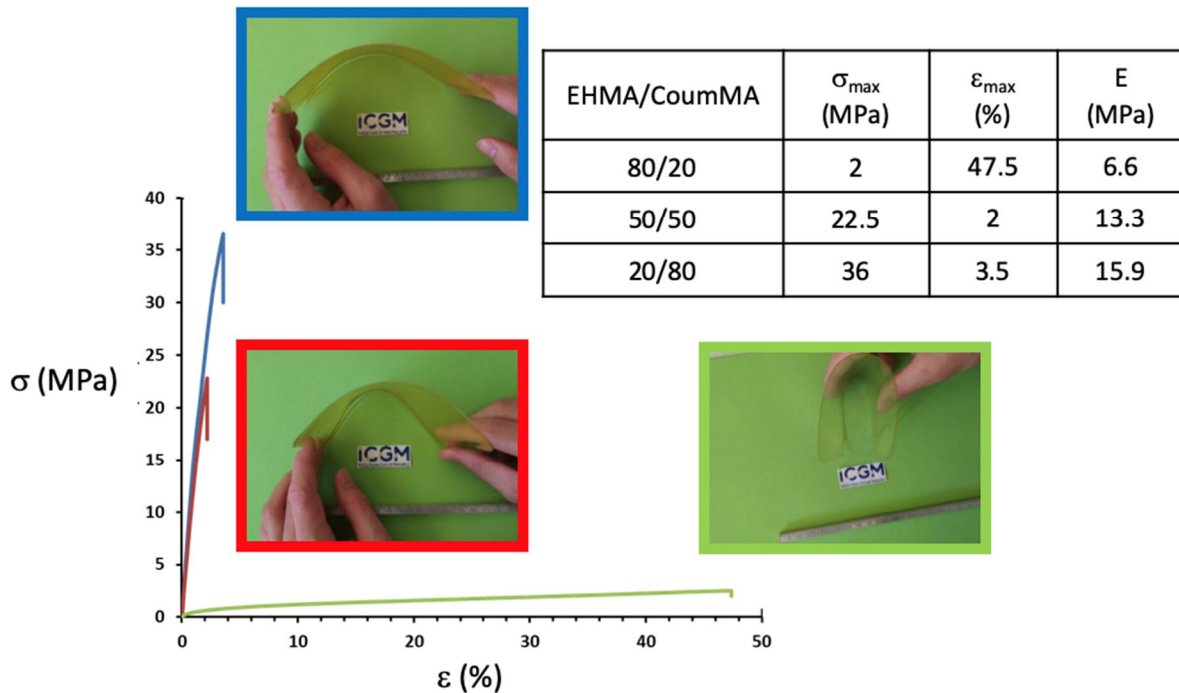 EHMA/CoumMA σmax (MPa) εmax (%) E (MPa)
80/20 2 47.5 6.6
50/50 22.5 2 13.3
20/80 36 3.5 15.9
ICGM
40
35
30
25
20
15
10
5
0
σ (MPa)
ICGM
ICGM
0 10 20 30 40 50
ε (%)